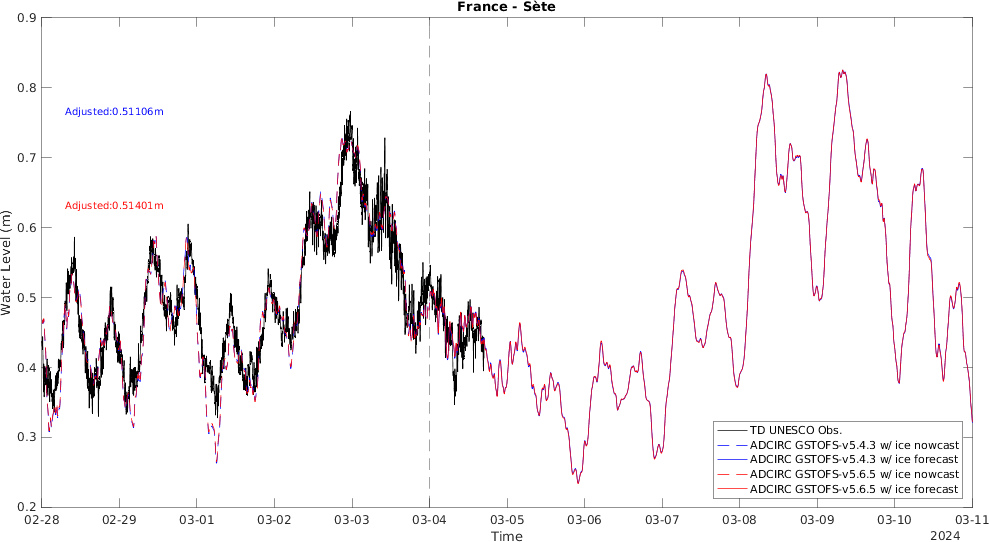 France - Sète
Water Level (m)
0.9
0.8
0.7
0.6
0.5
0.4
0.3
0.2
Adjusted:0.51106m
Adjusted:0.51401m
TD UNESCO Obs.
ADCIRC GSTOFS-v5.4.3 w/ ice nowcast
ADCIRC GSTOFS-v5.4.3 w/ ice forecast
ADCIRC GSTOFS-v5.6.5 w/ ice nowcast
ADCIRC GSTOFS-v5.6.5 w/ ice forecast
02-28 02-29 03-01 03-02 03-03 03-04 03-05 03-06 03-07 03-08 03-09 03-10 03-11
Time
2024